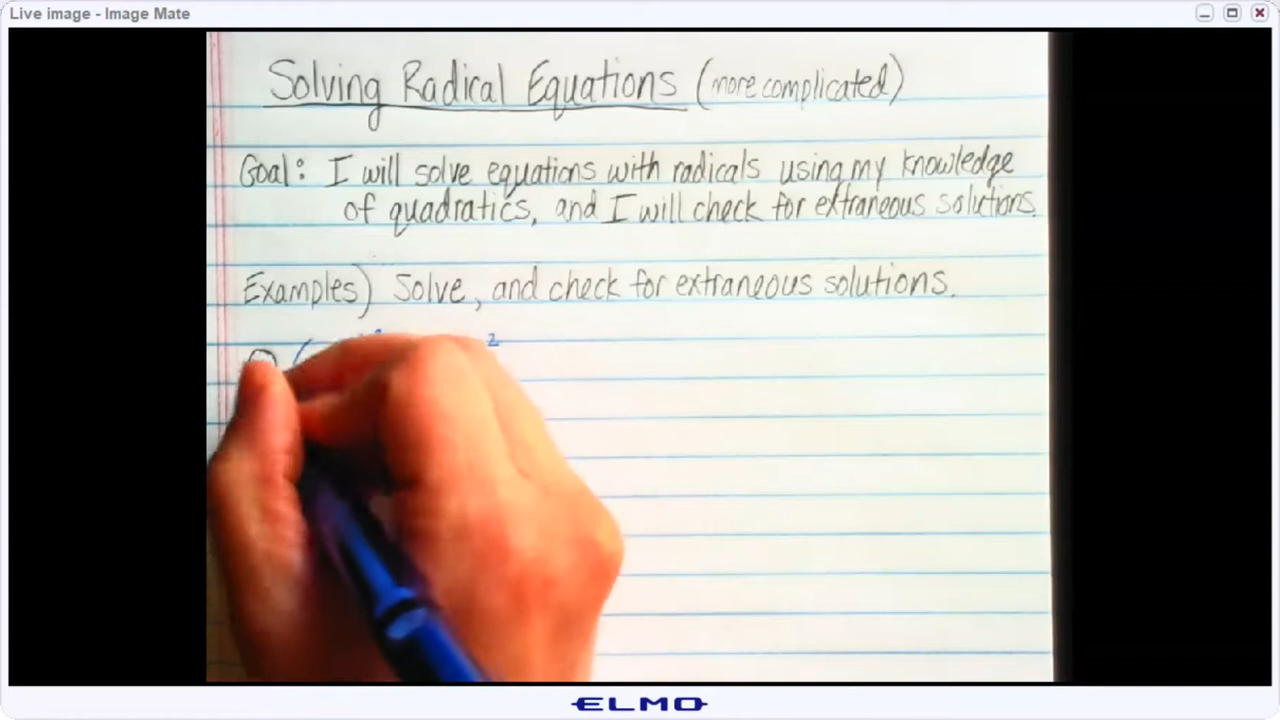 Live image - Image Mate
Solving Radical Equations (more complicated)
Goal: I will solve equations with radicals using my knowledge
of quadratics, and I will check for extraneous solutions.
Examples) Solve, and check for extraneous solutions.
( 2
ELMO